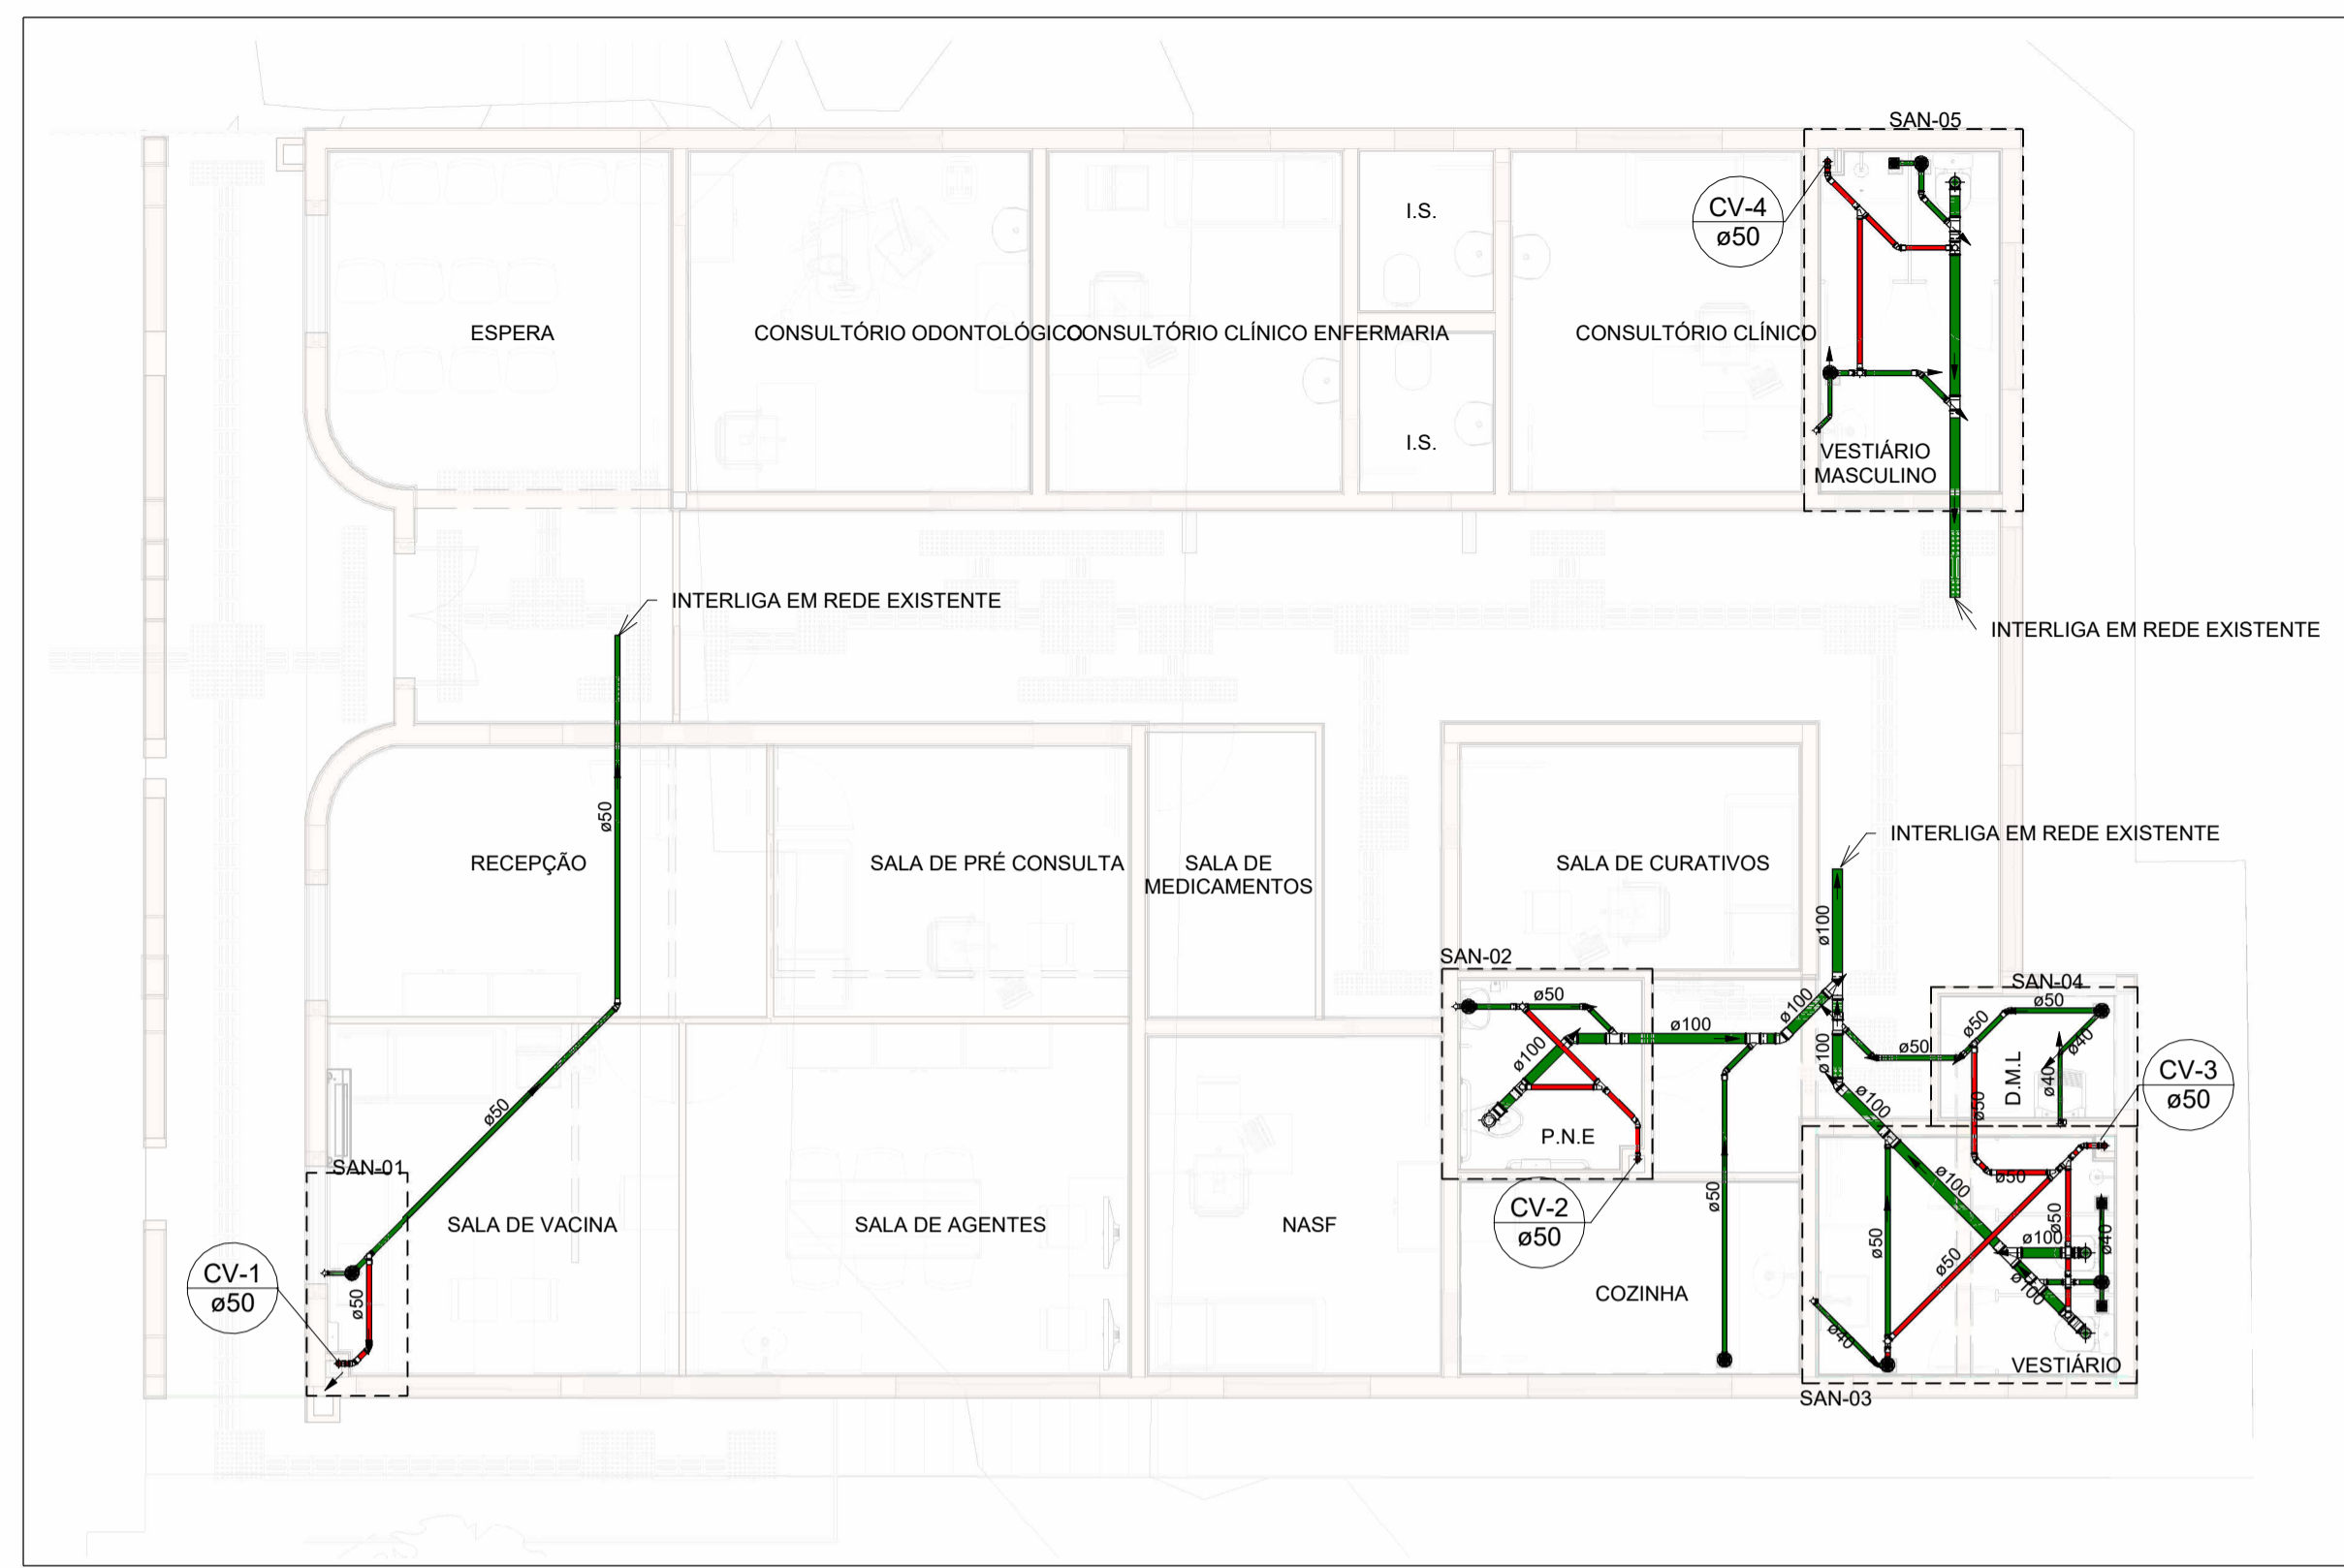 SAN-05
CV-4
ø50
I.S.
ESPERA
CONSULTÓRIO ODONTOLÓGICO
CONSULTÓRIO CLÍNICO ENFERMARIA
CONSULTÓRIO CLÍNICO
I.S.
VESTIÁRIO
MASCULINO
INTERLIGA EM REDE EXISTENTE
INTERLIGA EM REDE EXISTENTE
ø50
INTERLIGA EM REDE EXISTENTE
RECEPÇÃO
SALA DE PRÉ CONSULTA
SALA DE
MEDICAMENTOS
SALA DE CURATIVOS
ø100
SAN-02
SAN-04
ø50
ø50
ø100
ø100
ø50
ø100
ø100
ø50
ø40
ø40
D.M.L
CV-3
ø50
ø50
ø100
ø50
P.N.E
SAN-01
ø50
ø100
ø50
CV-2
ø50
SALA DE VACINA
SALA DE AGENTES
NASF
ø50
ø50
ø50
ø100
ø40
ø50
CV-1
ø50
ø50
COZINHA
ø100
ø40
VESTIÁRIO
SAN-03